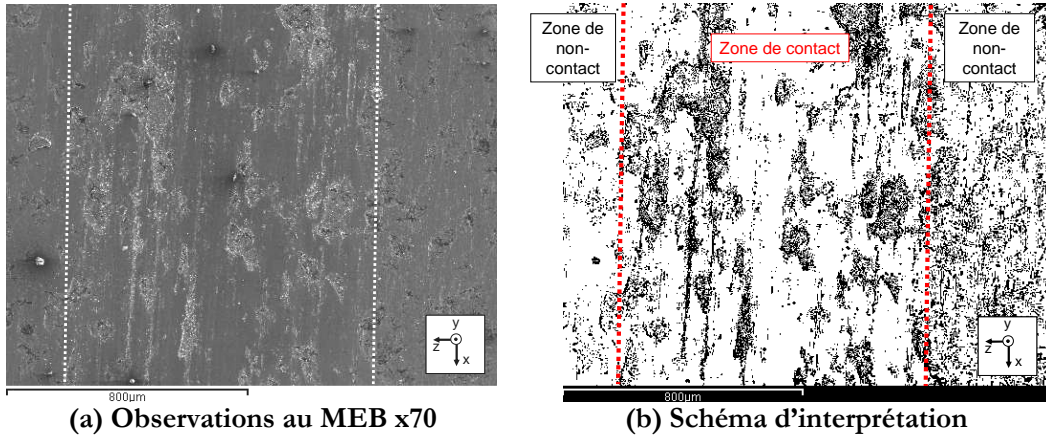 y
z
x
800µm
(a) Observations au MEB x70
Zone de
non-
contact
Zone de contact
Zone de
non-
contact
y
z
x
800µm
(b) Schéma d'interprétation